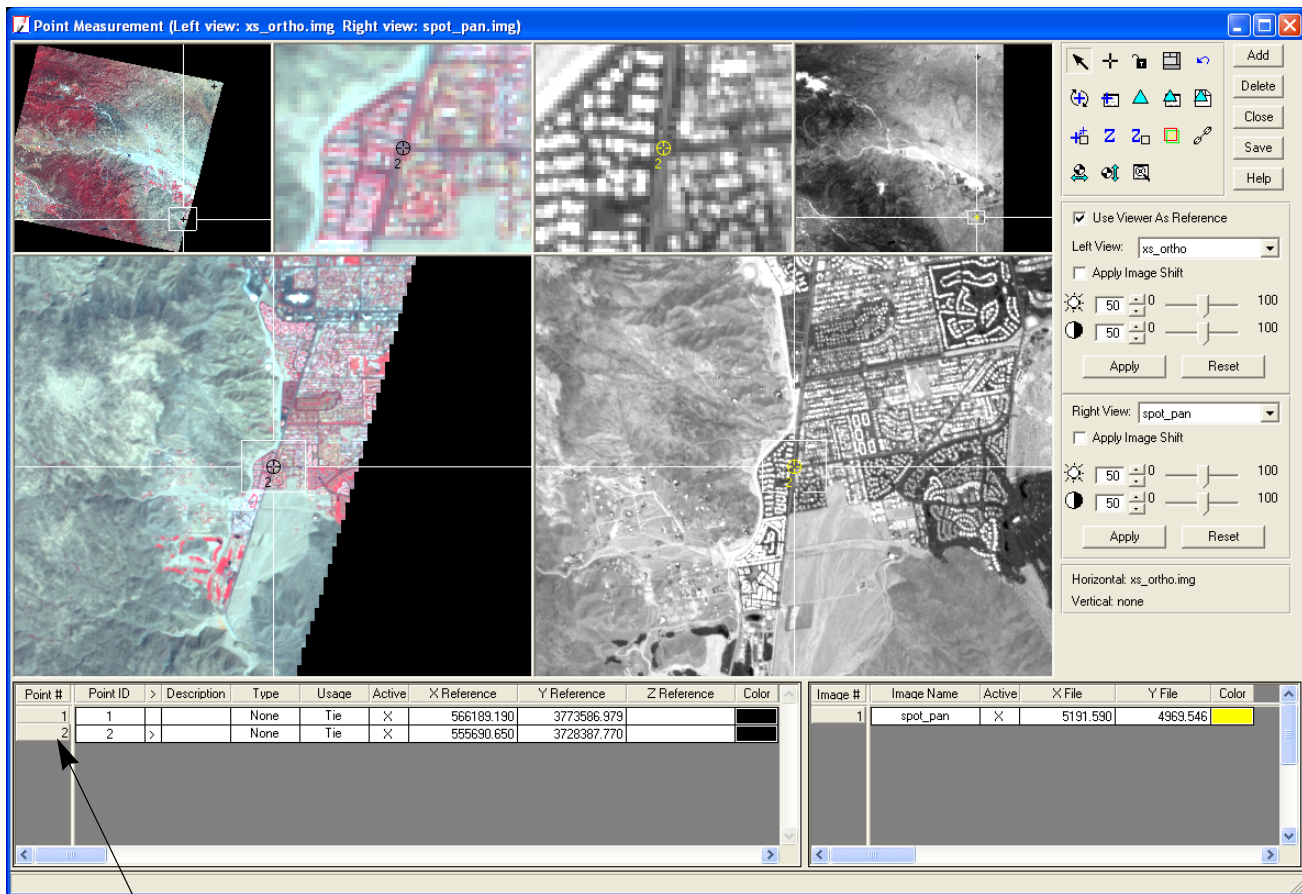 Point Measurement (Left view: xs_ortho.img Right view: spot_pan.img)
2
2
2
2
Add
Delete
Close
Save
Help
Use Viewer As Reference
Left View: xs_ortho
Apply Image Shift
50 0 100
50 0 100
Apply Reset
Right View: spot_pan
Apply Image Shift
50 0 100
50 0 100
Apply Reset
Horizontal: xs_ortho.img
Vertical: none
Point # Point ID > Description Type Usage Active X Reference Y Reference Z Reference Color
1 1 None Tie X 566189.190 3773586.979
2 2 > None Tie X 555690.650 3728387.770
Image # Image Name Active X File Y File Color
1 spot_pan X 5191.590 4969.546